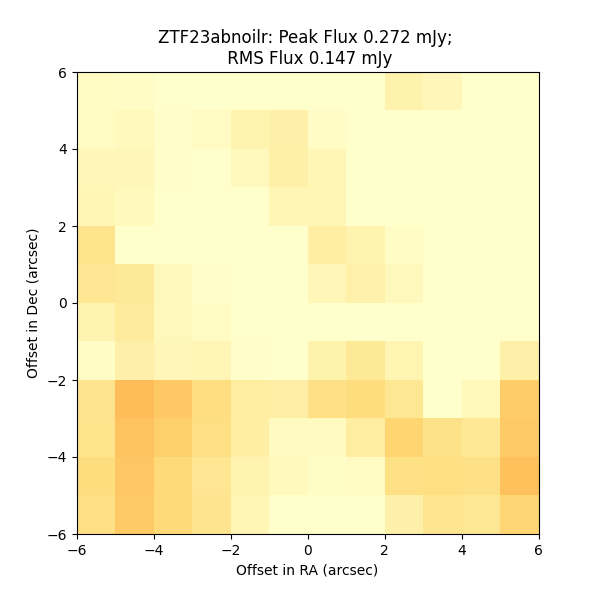 ZTF23abnoilr: Peak Flux 0.272 mJy;
RMS Flux 0.147 mJy
6
4
2
0
−2
−4
−6
Offset in Dec (arcsec)
−6 −4 −2 0 2 4 6
Offset in RA (arcsec)